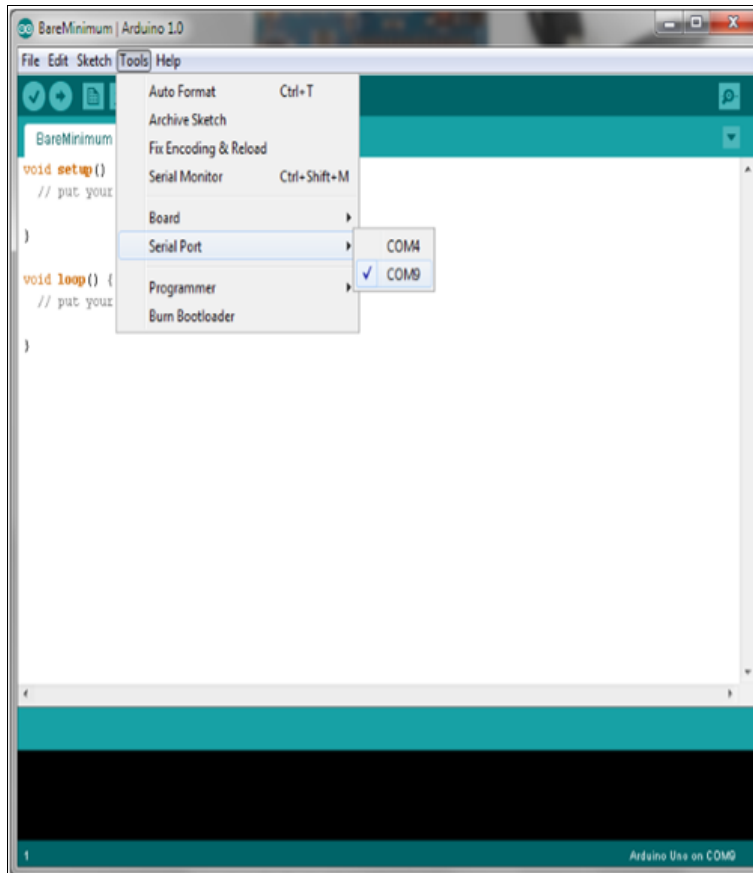 BareMinimum | Arduino 1.0
File Edit Sketch Tools Help
Auto Format Ctrl+T
Archive Sketch
Fix Encoding & Reload
Serial Monitor Ctrl+Shift+M
Board
Serial Port
COM4
COM9
Programmer
Burn Bootloader
BareMinimum
void setup()
// put your
}
void loop() {
// put your
}
1
Arduino Uno on COM9